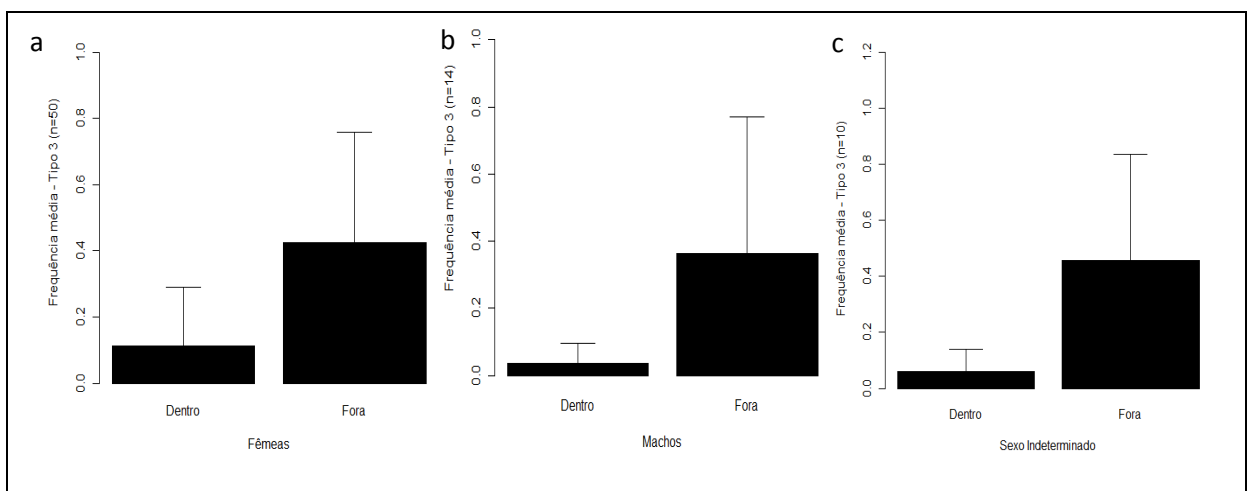 a
Frequência média - Tipo 3 (n=50)
1.0
0.8
0.6
0.4
0.2
0.0
Dentro Fora
Fêmeas
b
Frequência média - Tipo 3 (n=14)
1.0
0.8
0.6
0.4
0.2
0.0
Dentro Fora
Machos
c
Frequência média - Tipo 3 (n=10)
1.2
1.0
0.8
0.6
0.4
0.2
0.0
Dentro Fora
Sexo Indeterminado